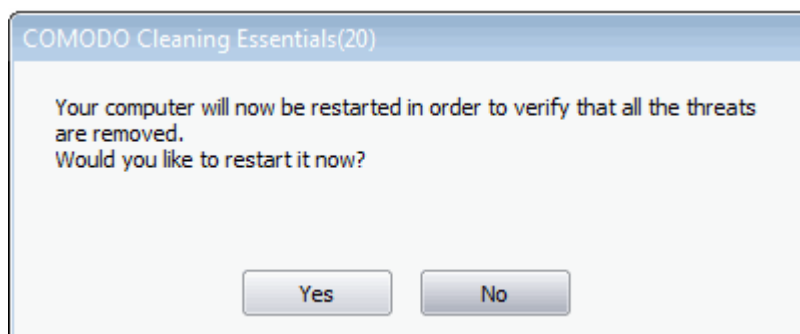 COMODO Cleaning Essentials(20)
Your computer will now be restarted in order to verify that all the threats
are removed.
Would you like to restart it now?
Yes
No